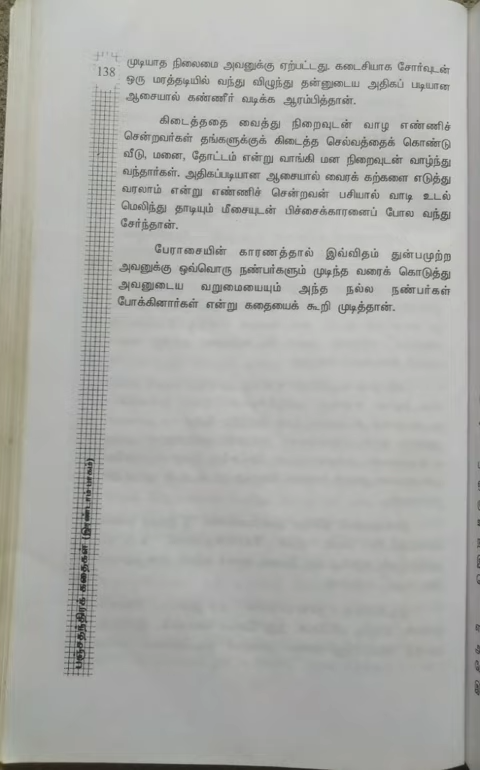 138
முடியாத நிலைமை அவனுக்கு ஏற்பட்டது. கடைசியாக சோர்வுடன்
ஒரு மரத்தடியில் வந்து விழுந்து தன்னுடைய அதிகப் படியான
ஆசையால் கண்ணீர் வடிக்க ஆரம்பித்தான்.
கிடைத்ததை வைத்து நிறைவுடன் வாழ எண்ணிச்
சென்றவர்கள் தங்களுக்குக் கிடைத்த செல்வத்தைக் கொண்டு
வீடு, மனை, தோட்டம் என்று வாங்கி மன நிறைவுடன் வாழ்ந்து
வந்தார்கள். அதிகப்படியான ஆசையால் வைரக் கற்களை எடுத்து
வரலாம் என்று எண்ணிச் சென்றவன் பசியால் வாடி உடல்
மெலிந்து தாடியும் மீசையுடன் பிச்சைக்காரனைப் போல வந்து
சேர்ந்தான்.
பேராசையின் காரணத்தால் இவ்விதம் துன்பமுற்ற
அவனுக்கு ஒவ்வொரு நண்பர்களும் முடிந்த வரைக் கொடுத்து
அவனுடைய வறுமையையும் அந்த நல்ல நண்பர்கள்
போக்கினார்கள் என்று கதையைக் கூறி முடித்தான்.
பஞ்சதந்திரக் கதைகள் (இரண்டாம் பாகம்)